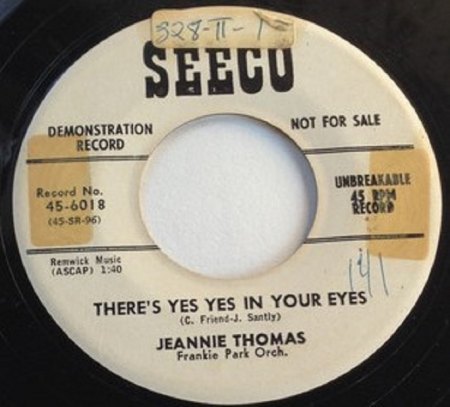 328-II-1
SEECO
DEMONSTRATION
RECORD
NOT FOR SALE
Record No.
45-6018
(45-SR-96)
UNBREAKABLE
45 RPM
RECORD
Remwick Music
(ASCAP) 1:40
THERE'S YES YES IN YOUR EYES
(C. Friend-J. Santly)
JEANNIE THOMAS
Frankie Park Orch.